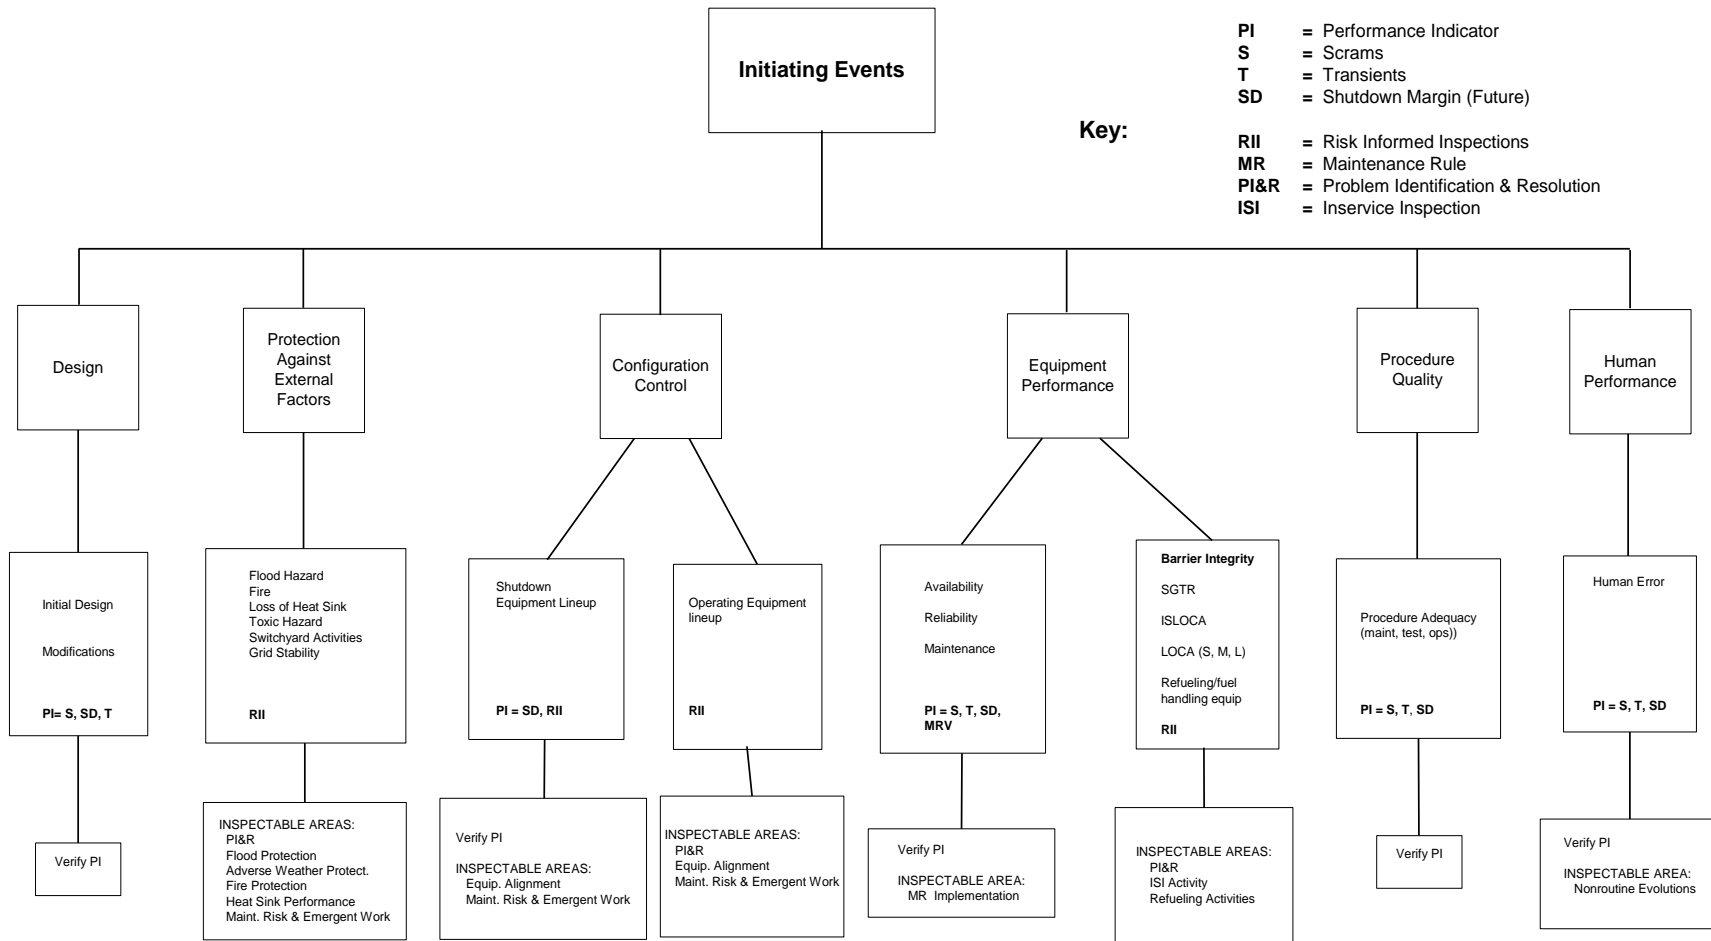 Initiating Events
Key:
PI = Performance Indicator
S = Scrams
T = Transients
SD = Shutdown Margin (Future)
RII = Risk Informed Inspections
MR = Maintenance Rule
PI&R = Problem Identification & Resolution
ISI = Inservice Inspection
Design
Protection
Against
External
Factors
Configuration
Control
Equipment
Performance
Procedure
Quality
Human
Performance
Initial Design
Modifications
PI= S, SD, T
Flood Hazard
Fire
Loss of Heat Sink
Toxic Hazard
Switchyard Activities
Grid Stability
RII
Shutdown
Equipment Lineup
PI = SD, RII
Operating Equipment
lineup
RII
Availability
Reliability
Maintenance
PI = S, T, SD,
MRV
Barrier Integrity
SGTR
ISLOCA
LOCA (S, M, L)
Refueling/fuel
handling equip
RII
Procedure Adequacy
(maint, test, ops))
PI = S, T, SD
Human Error
PI = S, T, SD
Verify PI
INSPECTABLE AREAS:
PI&R
Flood Protection
Adverse Weather Protect.
Fire Protection
Heat Sink Performance
Maint. Risk & Emergent Work
Verify PI
INSPECTABLE AREAS:
Equip. Alignment
Maint. Risk & Emergent Work
INSPECTABLE AREAS:
PI&R
Equip. Alignment
Maint. Risk & Emergent Work
Verify PI
INSPECTABLE AREA:
MR Implementation
INSPECTABLE AREAS:
PI&R
ISI Activity
Refueling Activities
Verify PI
Verify PI
INSPECTABLE AREA:
Nonroutine Evolutions